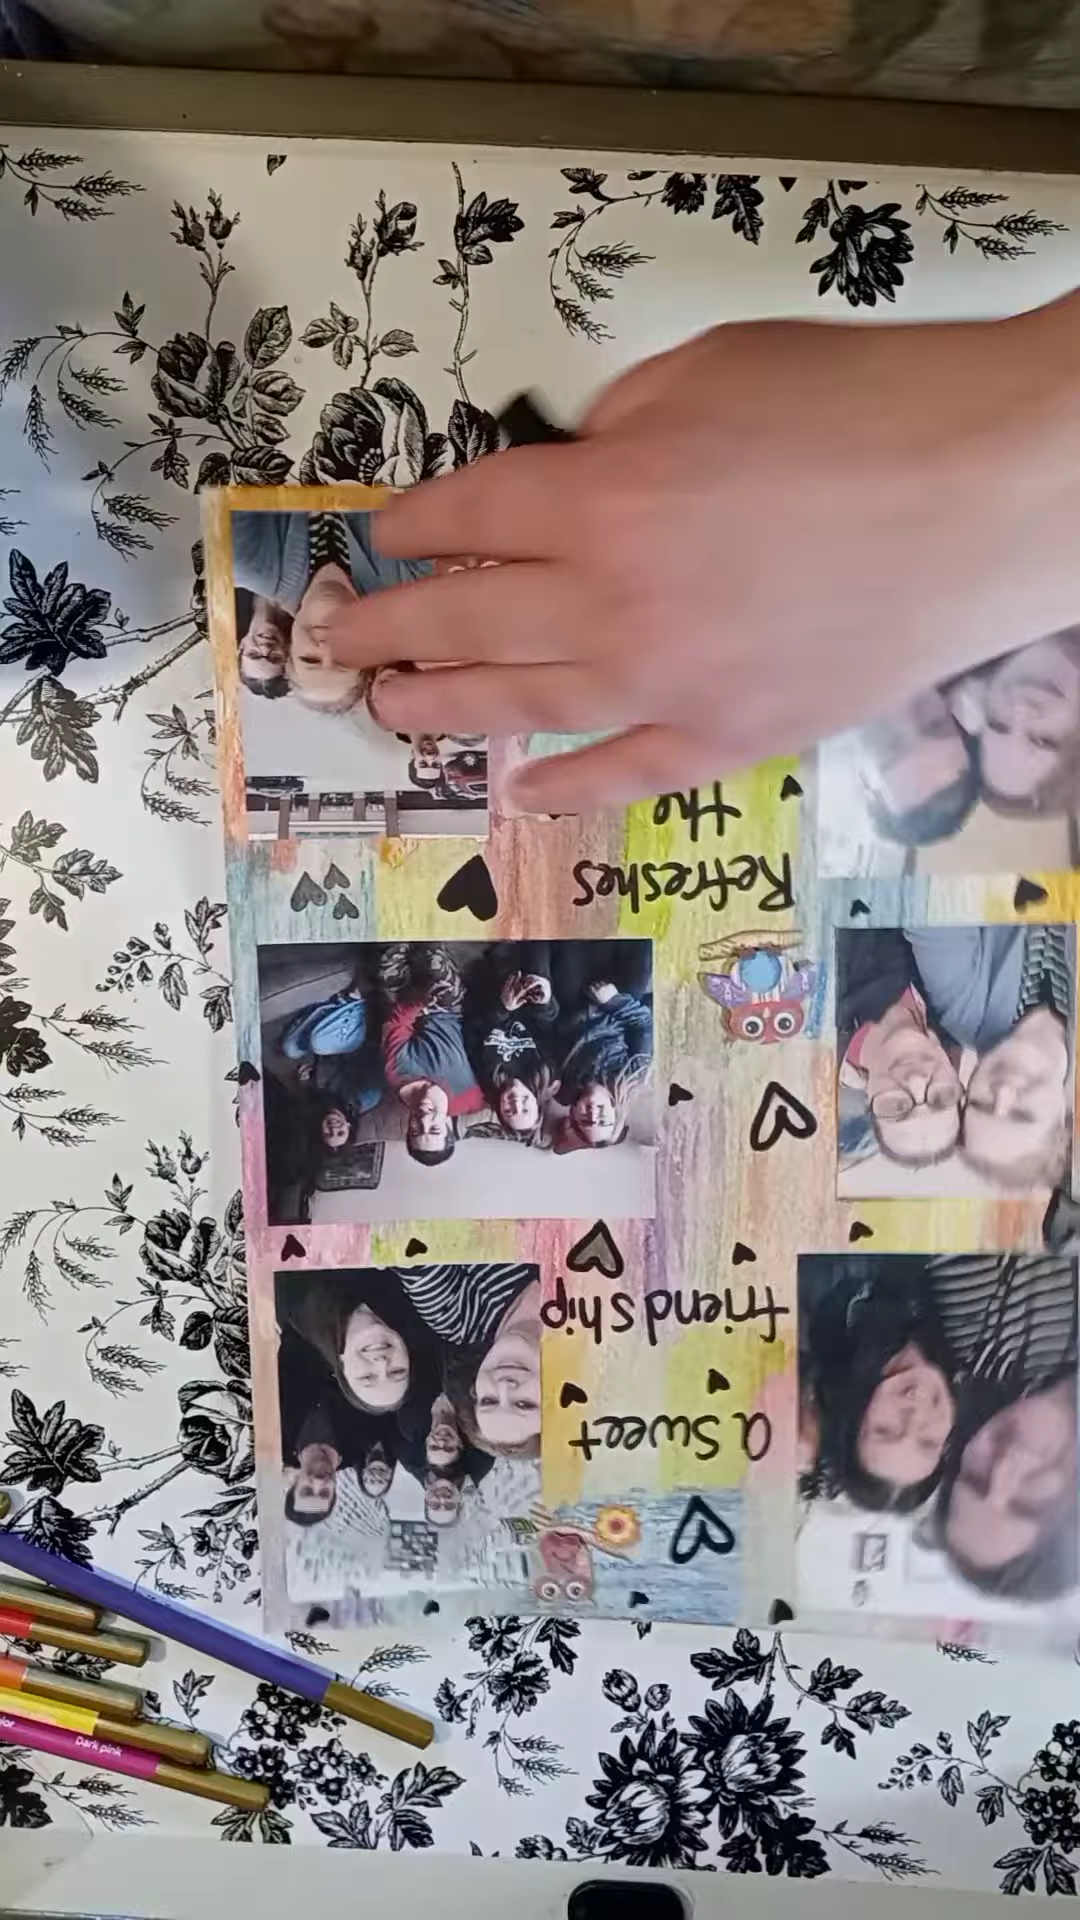 a Sweet
friendship
Refreshes
the
Dark pink